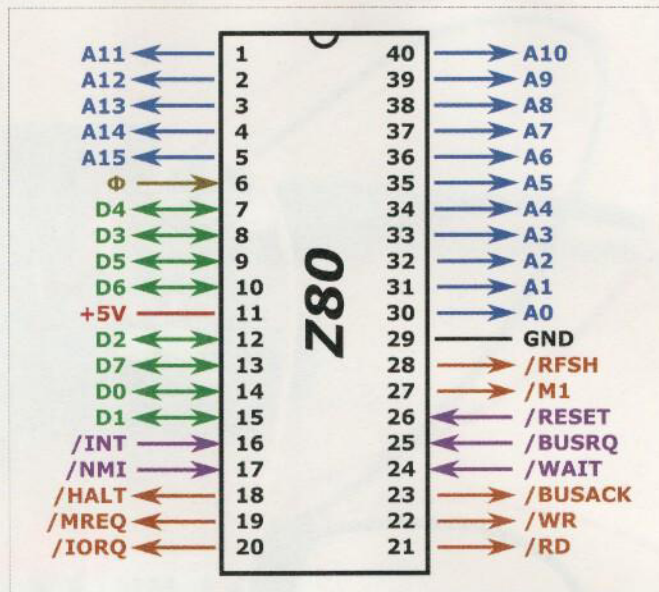 A11 1 40 A10
A12 2 39 A9
A13 3 38 A8
A14 4 37 A7
A15 5 36 A6
Φ 6 35 A5
D4 7 34 A4
D3 8 33 A3
D5 9 32 A2
D6 10 31 A1
+5V 11 30 A0
D2 12 29 GND
D7 13 28 /RFSH
D0 14 27 /M1
D1 15 26 /RESET
/INT 16 25 /BUSRQ
/NMI 17 24 /WAIT
/HALT 18 23 /BUSACK
/MREQ 19 22 /WR
/IORQ 20 21 /RD
Z80